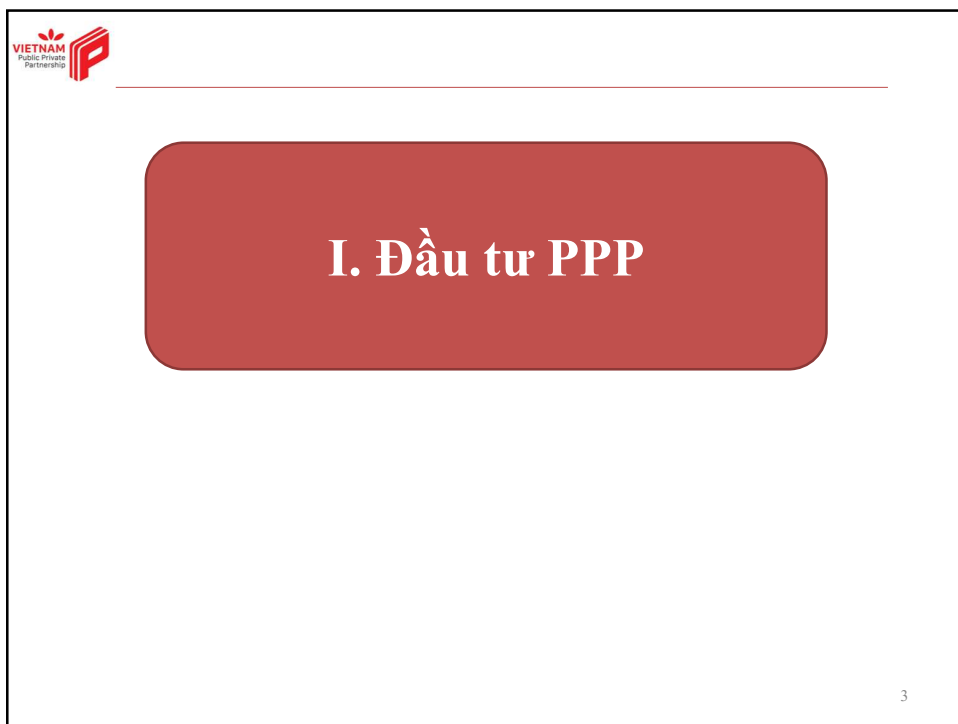 VIETNAM
Public Private
Partnership
I. Đầu tư PPP
3